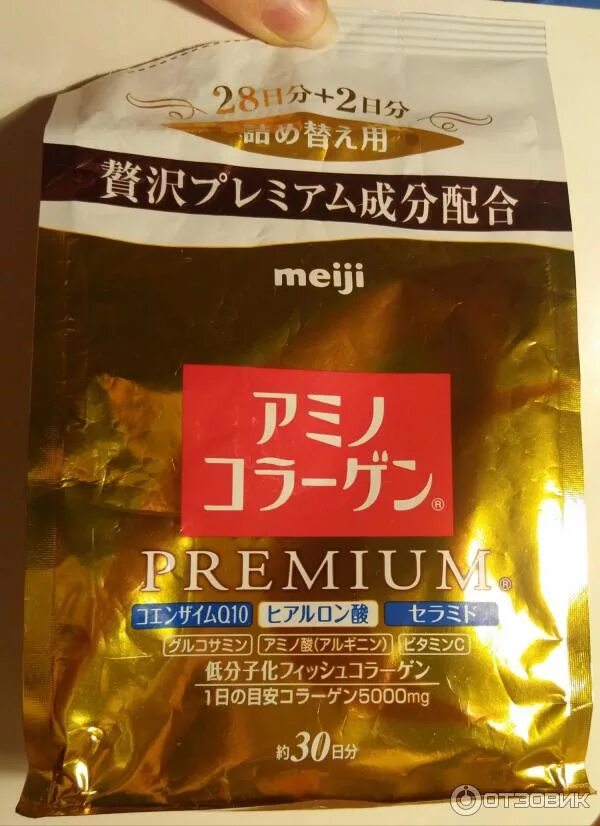 28日分+2日分
詰め替え用
贅沢プレミアム成分配合
meiji
アミノ
コラーゲン®
PREMIUM®
コエンザイムQ10 ヒアルロン酸 セラミド
グルコサミン アミノ酸(アルギニン) ビタミンC
低分子化フィッシュコラーゲン
1日の目安コラーゲン5000mg
約30日分
ОТЗОВИК